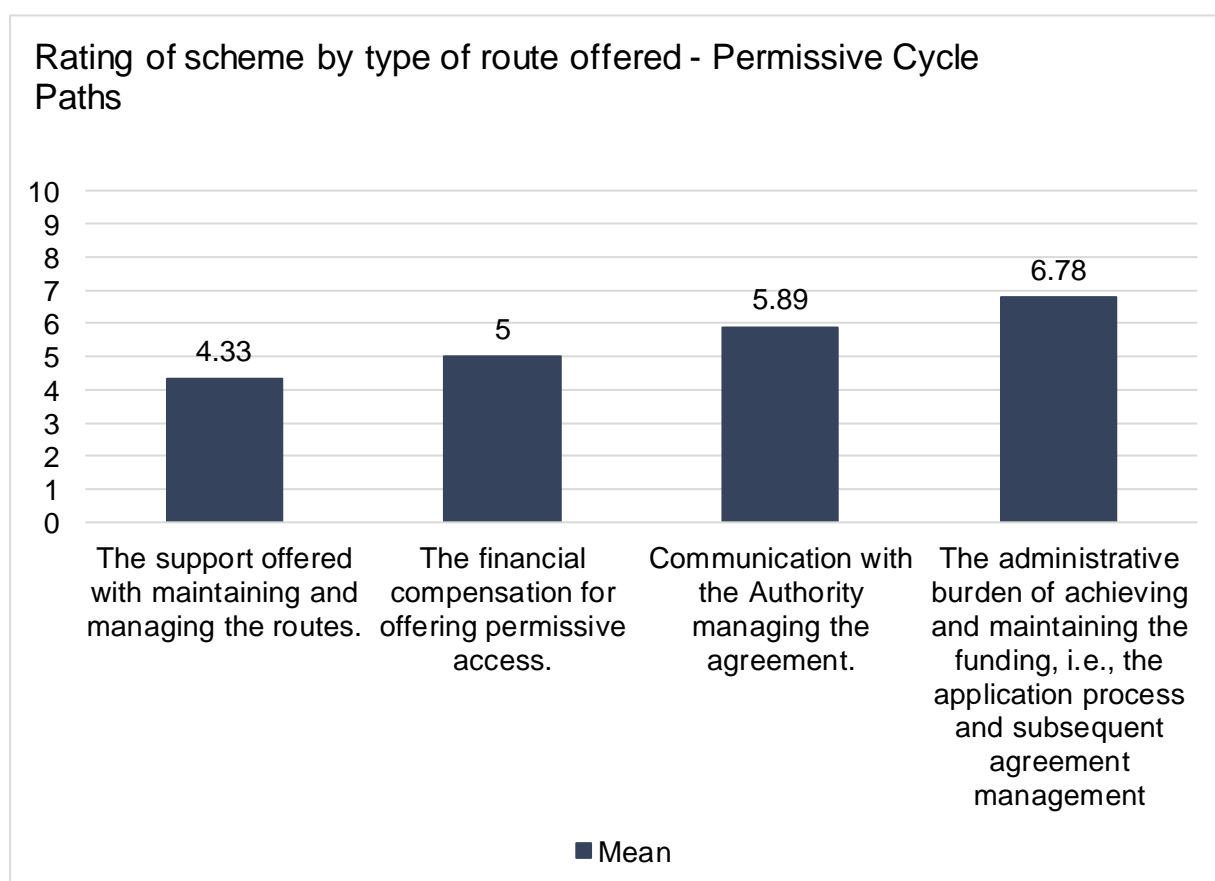 Rating of scheme by type of route offered - Permissive Cycle
Paths
10
9
8
7
6
5
4
3
2
1
0
4.33
5
5.89
6.78
The support offered
with maintaining and
managing the routes.
The financial
compensation for
offering permissive
access.
Communication with
the Authority
managing the
agreement.
The administrative
burden of achieving
and maintaining the
funding, i.e., the
application process
and subsequent
agreement
management
Mean